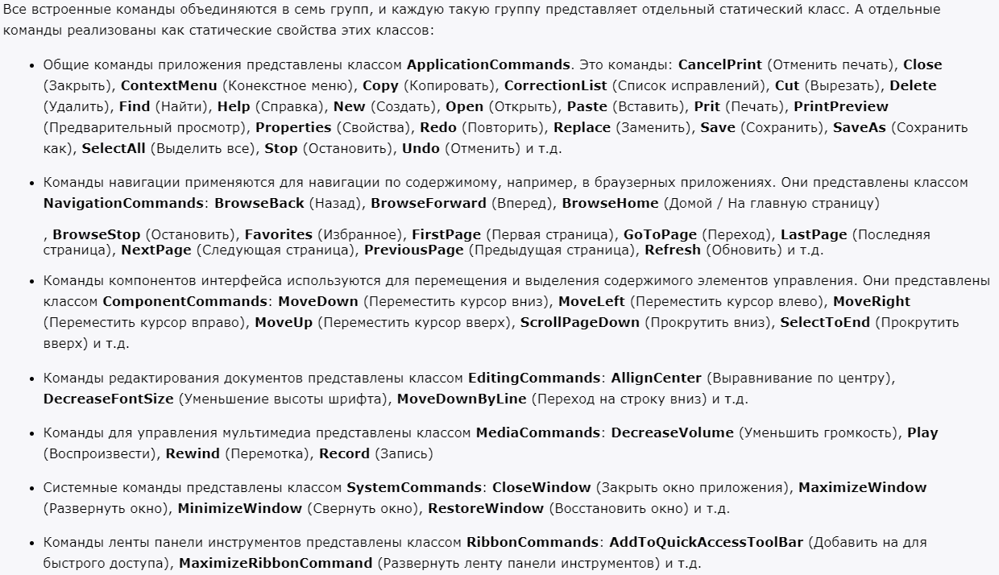 Все встроенные команды объединяются в семь групп, и каждую такую группу представляет отдельный статический класс. А отдельные
команды реализованы как статические свойства этих классов:
• Общие команды приложения представлены классом ApplicationCommands. Это команды: CancelPrint (Отменить печать), Close
(Закрыть), ContextMenu (Конекстное меню), Copy (Копировать), CorrectionList (Список исправлений), Cut (Вырезать), Delete
(Удалить), Find (Найти), Help (Справка), New (Создать), Open (Открыть), Paste (Вставить), Prit (Печать), PrintPreview
(Предварительный просмотр), Properties (Свойства), Redo (Повторить), Replace (Заменить), Save (Сохранить), SaveAs (Сохранить
как), SelectAll (Выделить все), Stop (Остановить), Undo (Отменить) и т.д.
• Команды навигации применяются для навигации по содержимому, например, в браузерных приложениях. Они представлены классом
NavigationCommands: BrowseBack (Назад), BrowseForward (Вперед), BrowseHome (Домой / На главную страницу)
, BrowseStop (Остановить), Favorites (Избранное), FirstPage (Первая страница), GoToPage (Переход), LastPage (Последняя
страница), NextPage (Следующая страница), PreviousPage (Предыдущая страница), Refresh (Обновить) и т.д.
• Команды компонентов интерфейса используются для перемещения и выделения содержимого элементов управления. Они представлены
классом ComponentCommands: MoveDown (Переместить курсор вниз), MoveLeft (Переместить курсор влево), MoveRight
(Переместить курсор вправо), MoveUp (Переместить курсор вверх), ScrollPageDown (Прокрутить вниз), SelectToEnd (Прокрутить
вверх) и т.д.
• Команды редактирования документов представлены классом EditingCommands: AllignCenter (Выравнивание по центру),
DecreaseFontSize (Уменьшение высоты шрифта), MoveDownByLine (Переход на строку вниз) и т.д.
• Команды для управления мультимедиа представлены классом MediaCommands: DecreaseVolume (Уменьшить громкость), Play
(Воспроизвести), Rewind (Перемотка), Record (Запись)
• Системные команды представлены классом SystemCommands: CloseWindow (Закрыть окно приложения), MaximizeWindow
(Развернуть окно), MinimizeWindow (Свернуть окно), RestoreWindow (Восстановить окно) и т.д.
• Команды ленты панели инструментов представлены классом RibbonCommands: AddToQuickAccessToolBar (Добавить на для
быстрого доступа), MaximizeRibbonCommand (Развернуть ленту панели инструментов) и т.д.